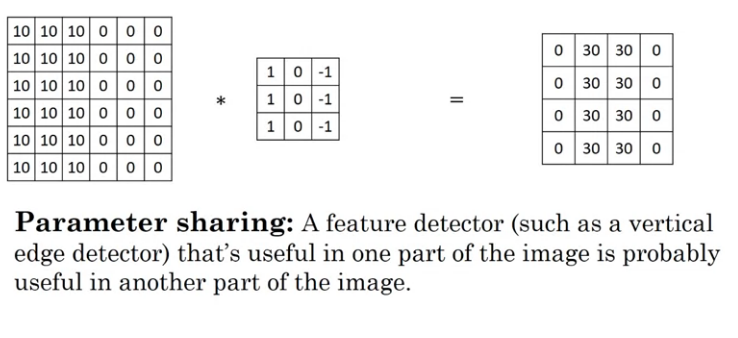 10 10 10 0 0 0
10 10 10 0 0 0
10 10 10 0 0 0
10 10 10 0 0 0
10 10 10 0 0 0
10 10 10 0 0 0
*
1 0 -1
1 0 -1
1 0 -1
=
0 30 30 0
0 30 30 0
0 30 30 0
0 30 30 0
Parameter sharing: A feature detector (such as a vertical
edge detector) that's useful in one part of the image is probably
useful in another part of the image.